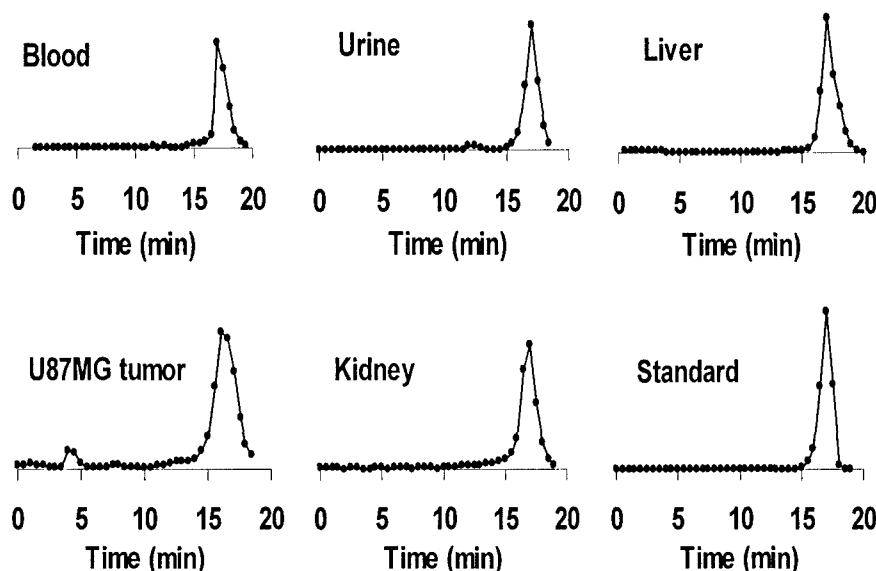 Blood
Urine
Liver
0 5 10 15 20
0 5 10 15 20
0 5 10 15 20
Time (min)
Time (min)
Time (min)
U87MG tumor
Kidney
Standard
0 5 10 15 20
0 5 10 15 20
0 5 10 15 20
Time (min)
Time (min)
Time (min)